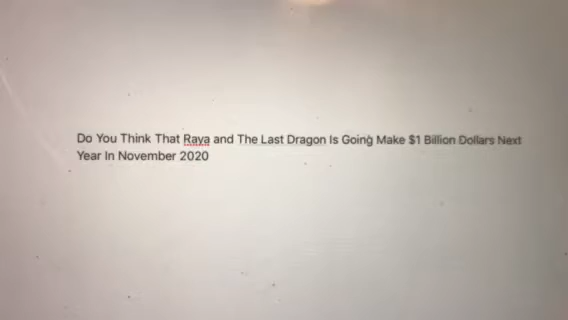 Do You Think That Raya and The Last Dragon Is Going Make $1 Billion Dollars Next
Year In November 2020